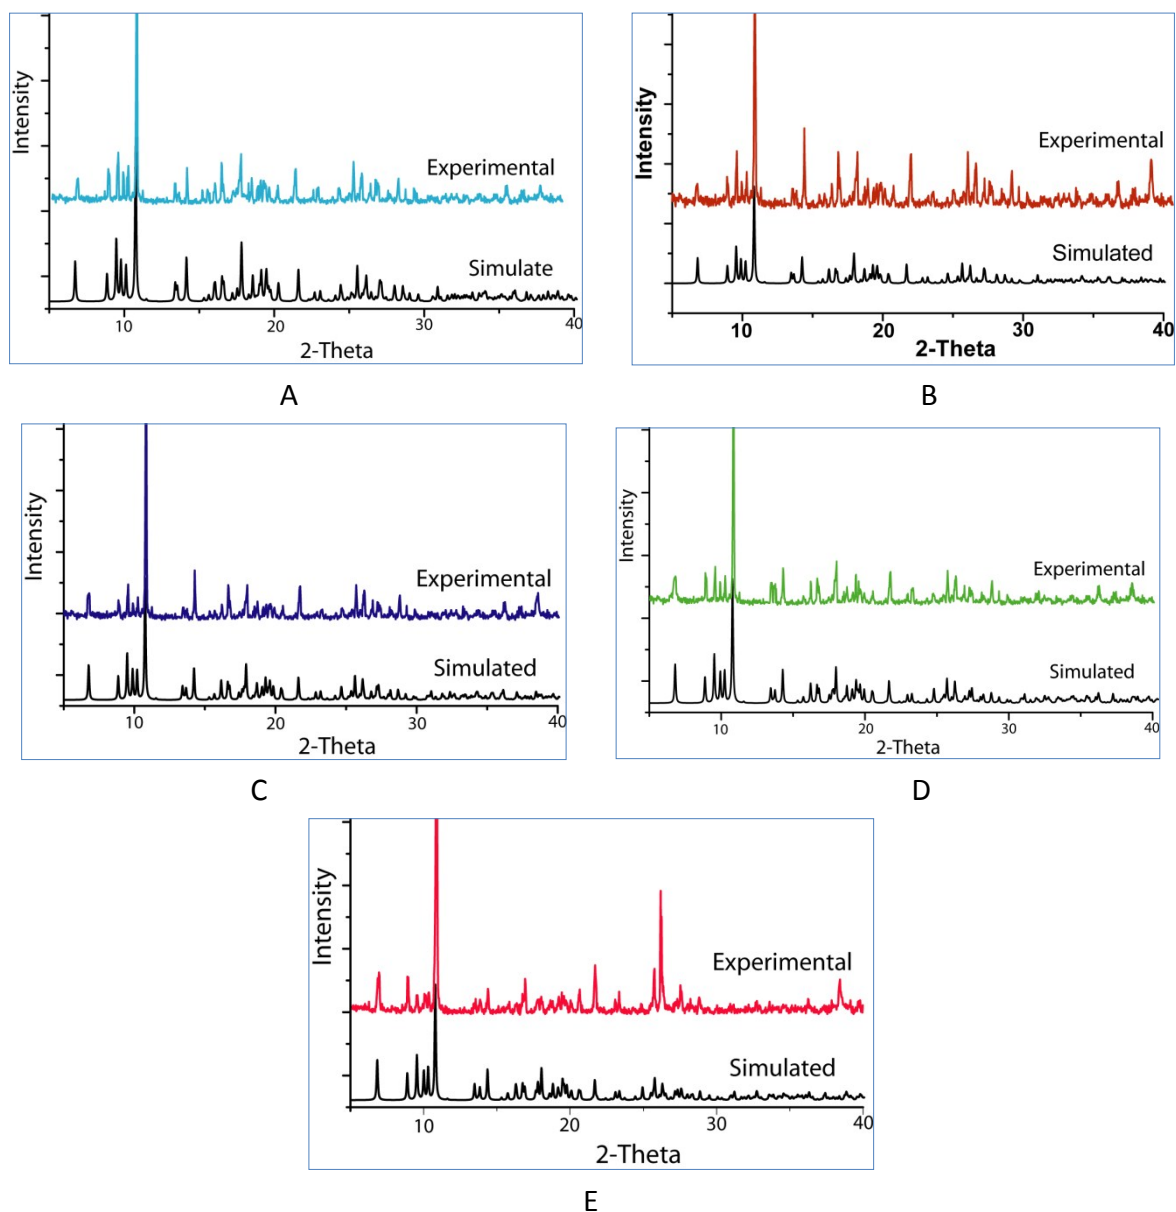 Intensity
Experimental
Simulate
10
20
30
40
2-Theta
A
Intensity
Experimental
Simulated
10
20
30
40
2-Theta
B
Intensity
Experimental
Simulated
10
20
30
40
2-Theta
C
Intensity
Experimental
Simulated
10
20
30
40
2-Theta
D
Intensity
Experimental
Simulated
10
20
30
40
2-Theta
E